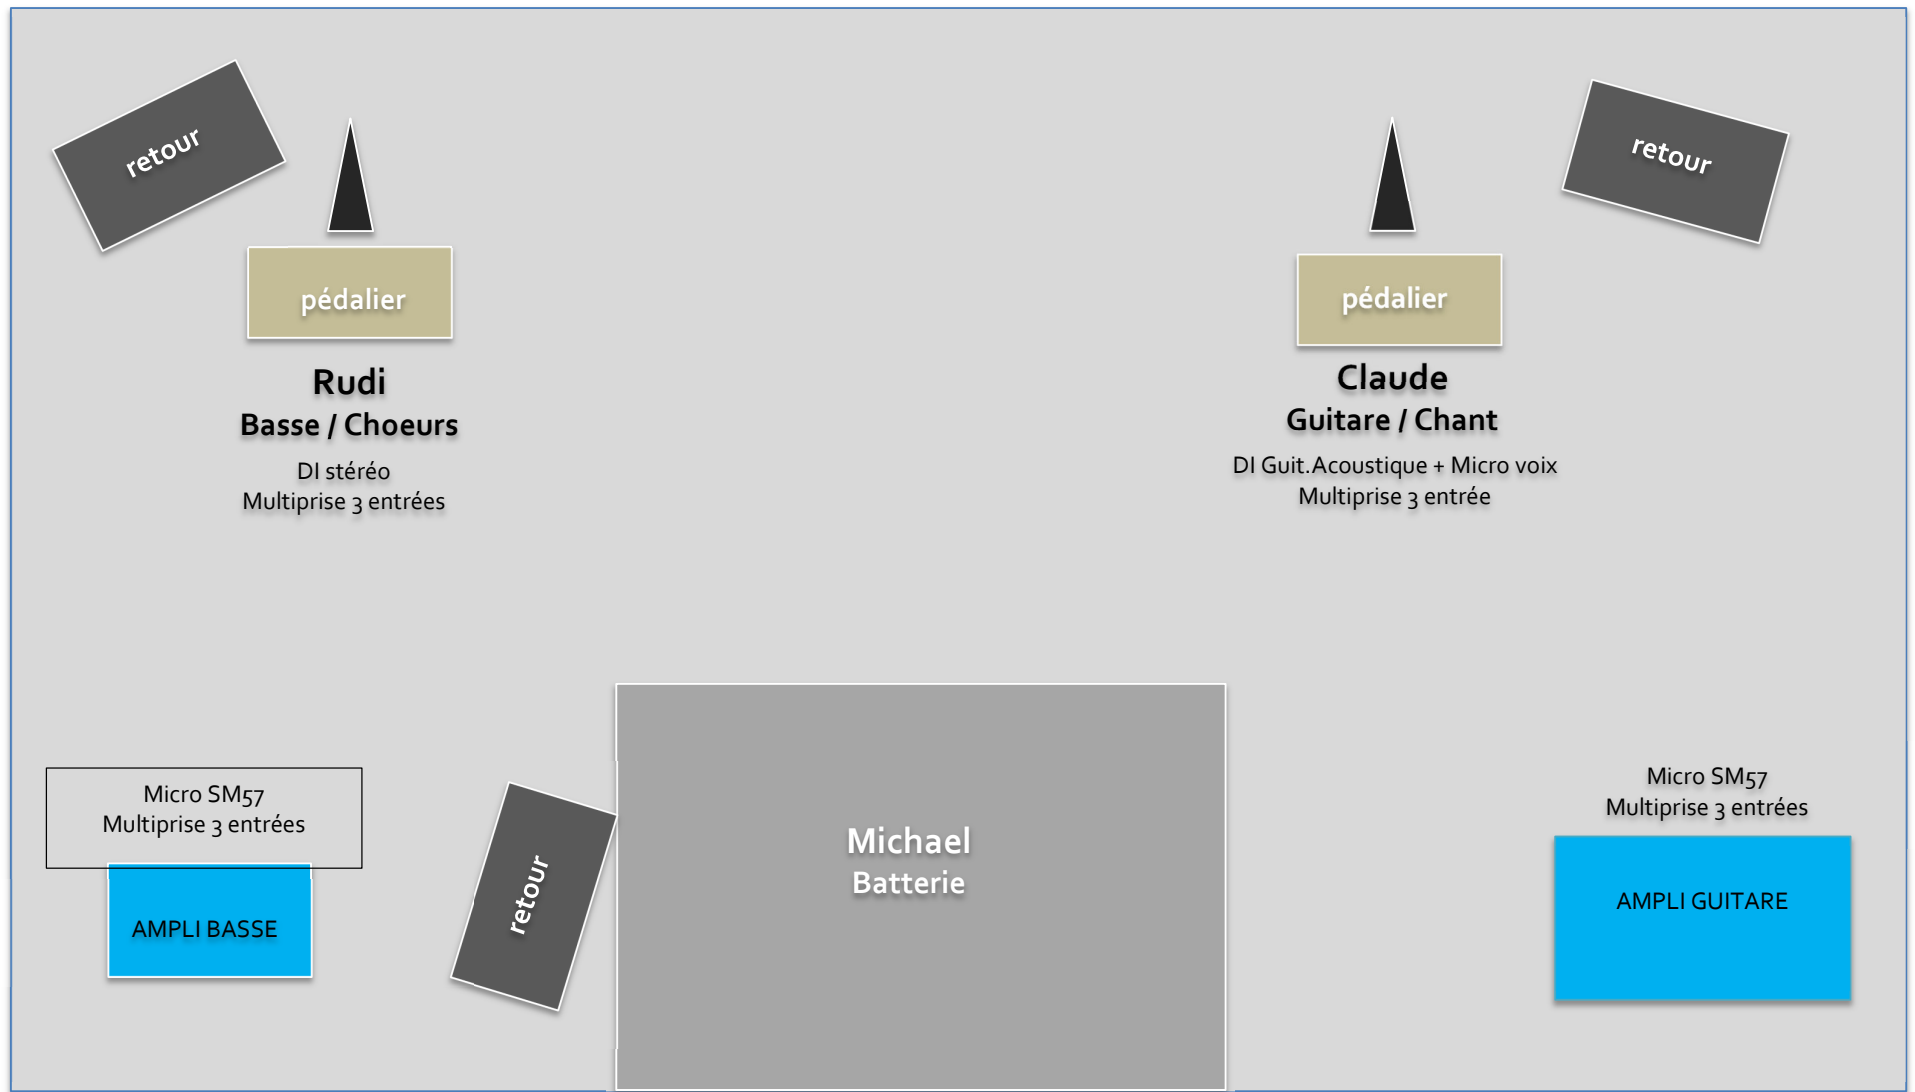 retour
retour
pédalier
pédalier
Rudi
Basse / Choeurs
DI stéréo
Multiprise 3 entrées
Claude
Guitare / Chant
DI Guit.Acoustique + Micro voix
Multiprise 3 entrée
Micro SM57
Multiprise 3 entrées
AMPLI BASSE
retour
Michael
Batterie
Micro SM57
Multiprise 3 entrées
AMPLI GUITARE